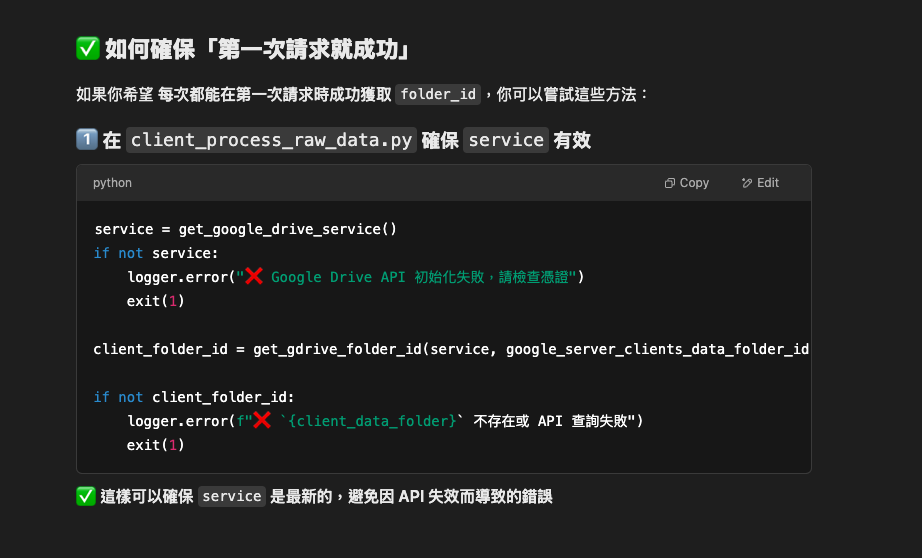 ✅ 如何確保「第一次請求就成功」
如果你希望 每次都能在第一次請求時成功獲取 folder_id，你可以嘗試這些方法：
1️⃣ 在 client_process_raw_data.py 確保 service 有效
python Copy Edit
service = get_google_drive_service()
if not service:
    logger.error("❌ Google Drive API 初始化失敗，請檢查憑證")
    exit(1)
client_folder_id = get_gdrive_folder_id(service, google_server_clients_data_folder_id
if not client_folder_id:
    logger.error(f"❌ `{client_data_folder}` 不存在或 API 查詢失敗")
    exit(1)
✅ 這樣可以確保 service 是最新的，避免因 API 失效而導致的錯誤